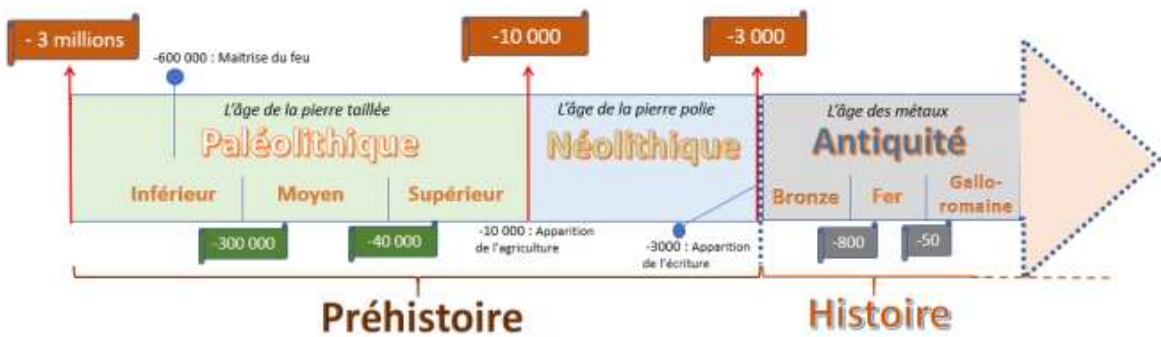 - 3 millions
-10 000
-3 000
-600 000 : Maitrise du feu
L'âge de la pierre taillée
L'âge de la pierre polie
L'âge des métaux
Paléolithique
Néolithique
Antiquité
Inférieur
Moyen
Supérieur
Bronze
Fer
Gallo-
romaine
-300 000
-40 000
-10 000 : Apparition
de l'agriculture
-3000 : Apparition
de l'écriture
-800
-50
Préhistoire
Histoire